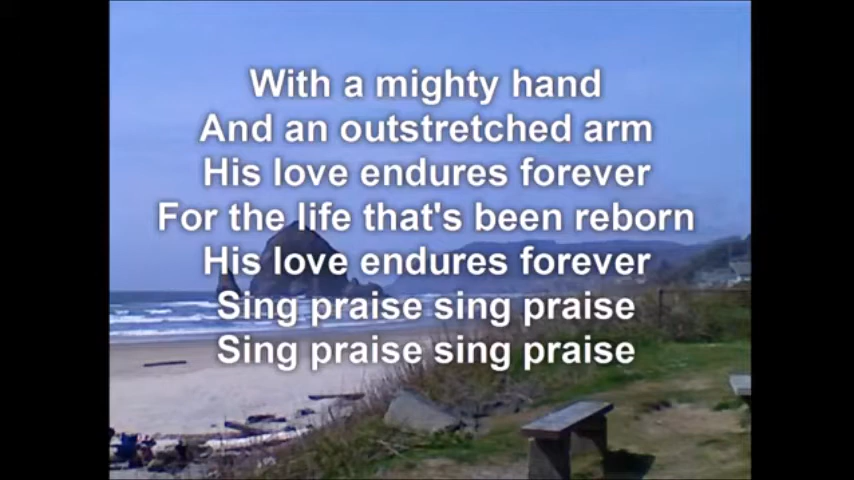 With a mighty hand
And an outstretched arm
His love endures forever
For the life that's been reborn
His love endures forever
Sing praise sing praise
Sing praise sing praise